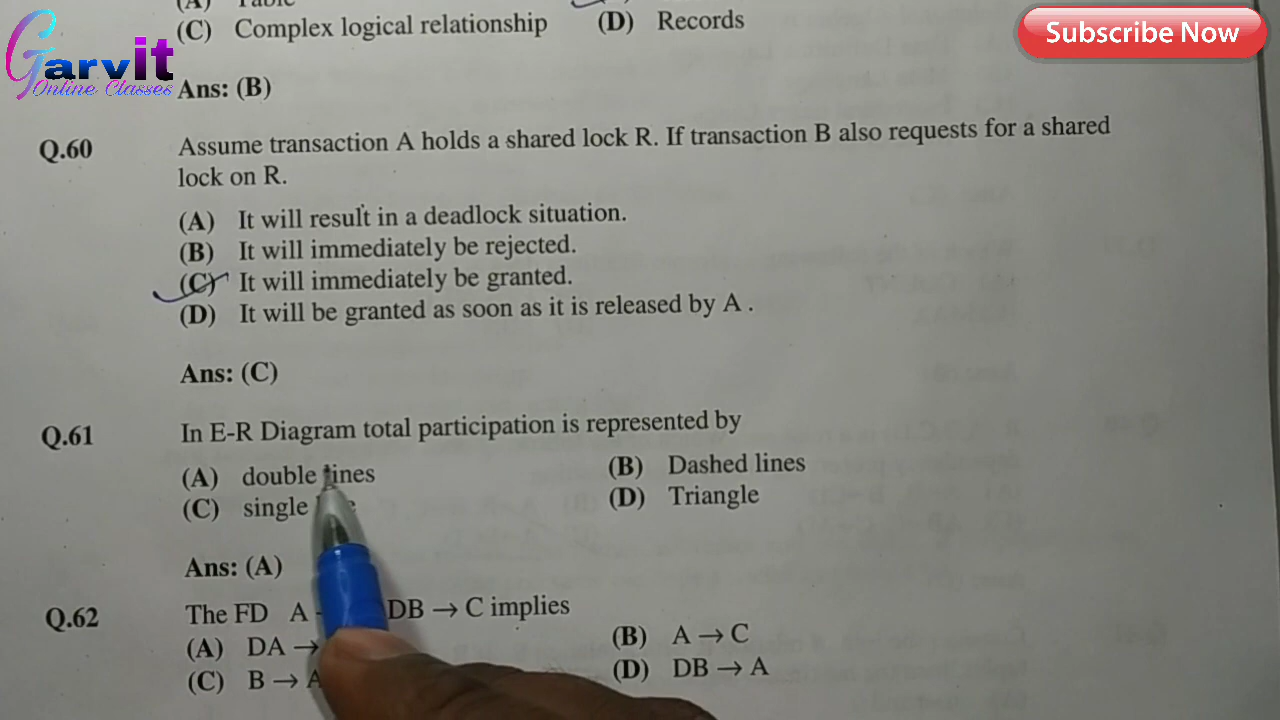 Garvit
Online Classes
Subscribe Now
(C) Complex logical relationship (D) Records
Ans: (B)
Q.60 Assume transaction A holds a shared lock R. If transaction B also requests for a shared
lock on R.
(A) It will result in a deadlock situation.
(B) It will immediately be rejected.
(C) It will immediately be granted.
(D) It will be granted as soon as it is released by A .
Ans: (C)
Q.61 In E-R Diagram total participation is represented by
(A) double lines (B) Dashed lines
(C) single (D) Triangle
Ans: (A)
Q.62 The FD A DB → C implies
(A) DA → (B) A → C
(C) B → A (D) DB → A